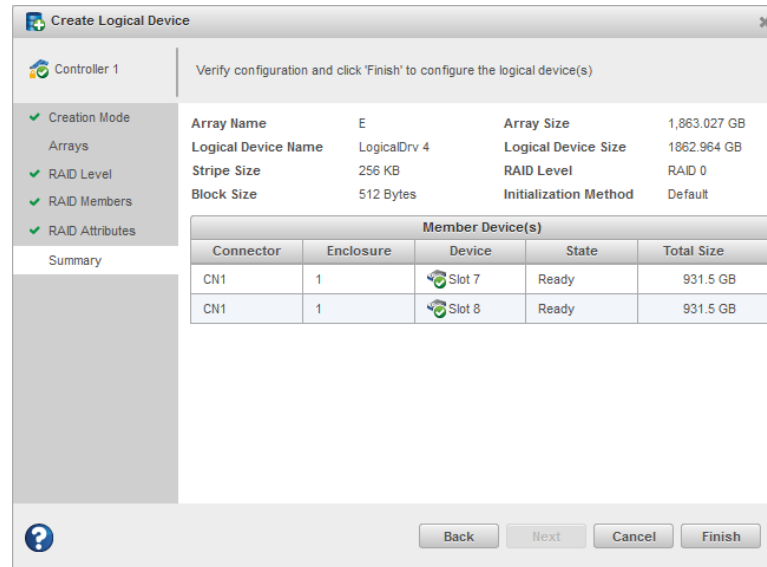 Create Logical Device
Controller 1
Verify configuration and click 'Finish' to configure the logical device(s)
Creation Mode
Arrays
RAID Level
RAID Members
RAID Attributes
Summary
Array Name E Array Size 1,863.027 GB
Logical Device Name LogicalDrv 4 Logical Device Size 1862.964 GB
Stripe Size 256 KB RAID Level RAID 0
Block Size 512 Bytes Initialization Method Default
Member Device(s)
Connector Enclosure Device State Total Size
CN1 1 Slot 7 Ready 931.5 GB
CN1 1 Slot 8 Ready 931.5 GB
? Back Next Cancel Finish